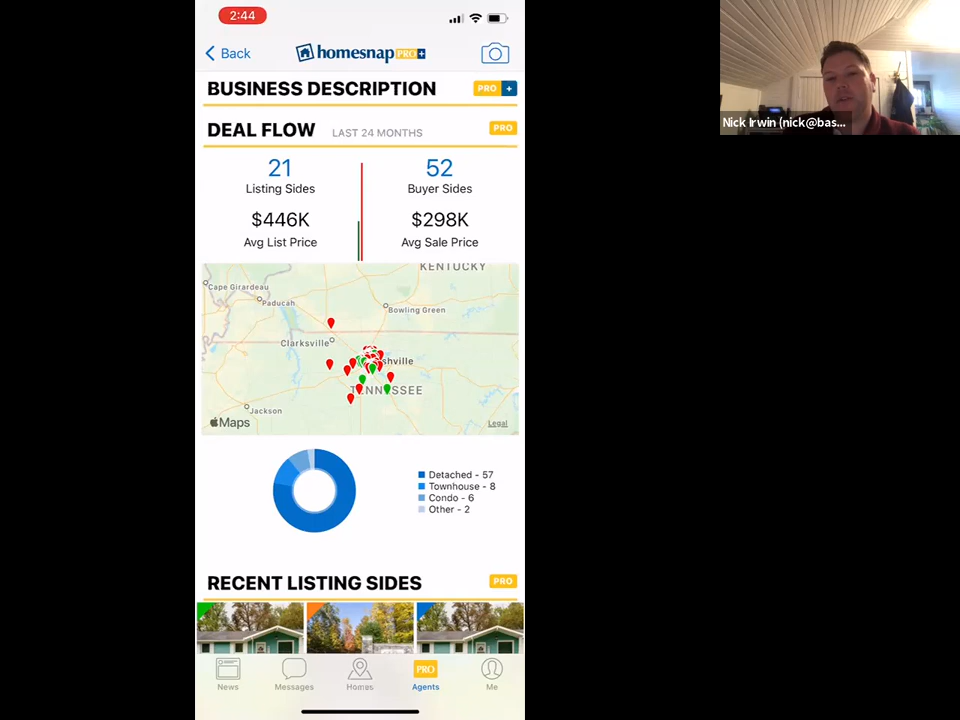 2:44
Back
homesnap PRO +
BUSINESS DESCRIPTION PRO +
DEAL FLOW LAST 24 MONTHS PRO
21 52
Listing Sides Buyer Sides
$446K $298K
Avg List Price Avg Sale Price
KENTUCKY
Cape Girardeau
Paducah
Bowling Green
Clarksville
shville
TENNESSEE
Jackson
Maps
Legal
Detached - 57
Townhouse - 8
Condo - 6
Other - 2
RECENT LISTING SIDES PRO
PRO
News Messages Homes Agents Me
Nick Irwin (nick@bas...